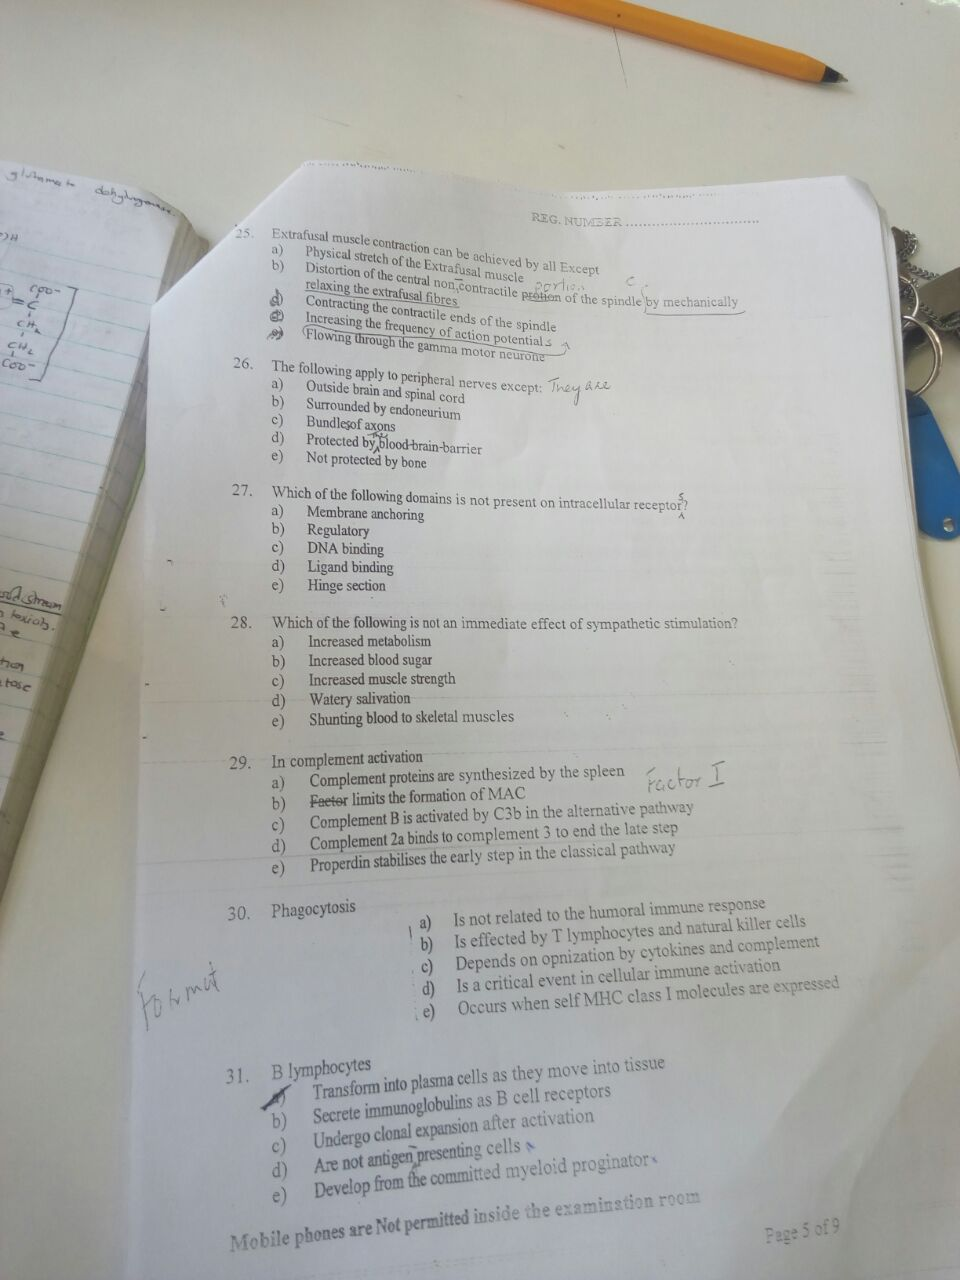 glutamate dehydrogenase
COO-
C
CH2
CH2
COO-
REG. NUMBER ................................
25. Extrafusal muscle contraction can be achieved by all Except
a) Physical stretch of the Extrafusal muscle
portion c.
b) Distortion of the central non,contractile protion of the spindle by mechanically
relaxing the extrafusal fibres
d) Contracting the contractile ends of the spindle
Increasing the frequency of action potentials
Flowing through the gamma motor neurone
26. The following apply to peripheral nerves except: They are
a) Outside brain and spinal cord
b) Surrounded by endoneurium
c) Bundlesof axons
d) Protected by blood-brain-barrier
e) Not protected by bone
27. Which of the following domains is not present on intracellular receptors?
a) Membrane anchoring
b) Regulatory
c) DNA binding
d) Ligand binding
e) Hinge section
28. Which of the following is not an immediate effect of sympathetic stimulation?
a) Increased metabolism
b) Increased blood sugar
c) Increased muscle strength
d) Watery salivation
e) Shunting blood to skeletal muscles
29. In complement activation
a) Complement proteins are synthesized by the spleen
Factor I
b) Factor limits the formation of MAC
c) Complement B is activated by C3b in the alternative pathway
d) Complement 2a binds to complement 3 to end the late step
e) Properdin stabilises the early step in the classical pathway
30. Phagocytosis
a) Is not related to the humoral immune response
b) Is effected by T lymphocytes and natural killer cells
c) Depends on opnization by cytokines and complement
d) Is a critical event in cellular immune activation
e) Occurs when self MHC class I molecules are expressed
Format
31. B lymphocytes
a) Transform into plasma cells as they move into tissue
b) Secrete immunoglobulins as B cell receptors
c) Undergo clonal expansion after activation
d) Are not antigen presenting cells
e) Develop from the committed myeloid proginator
Mobile phones are Not permitted inside the examination room
Page 5 of 9